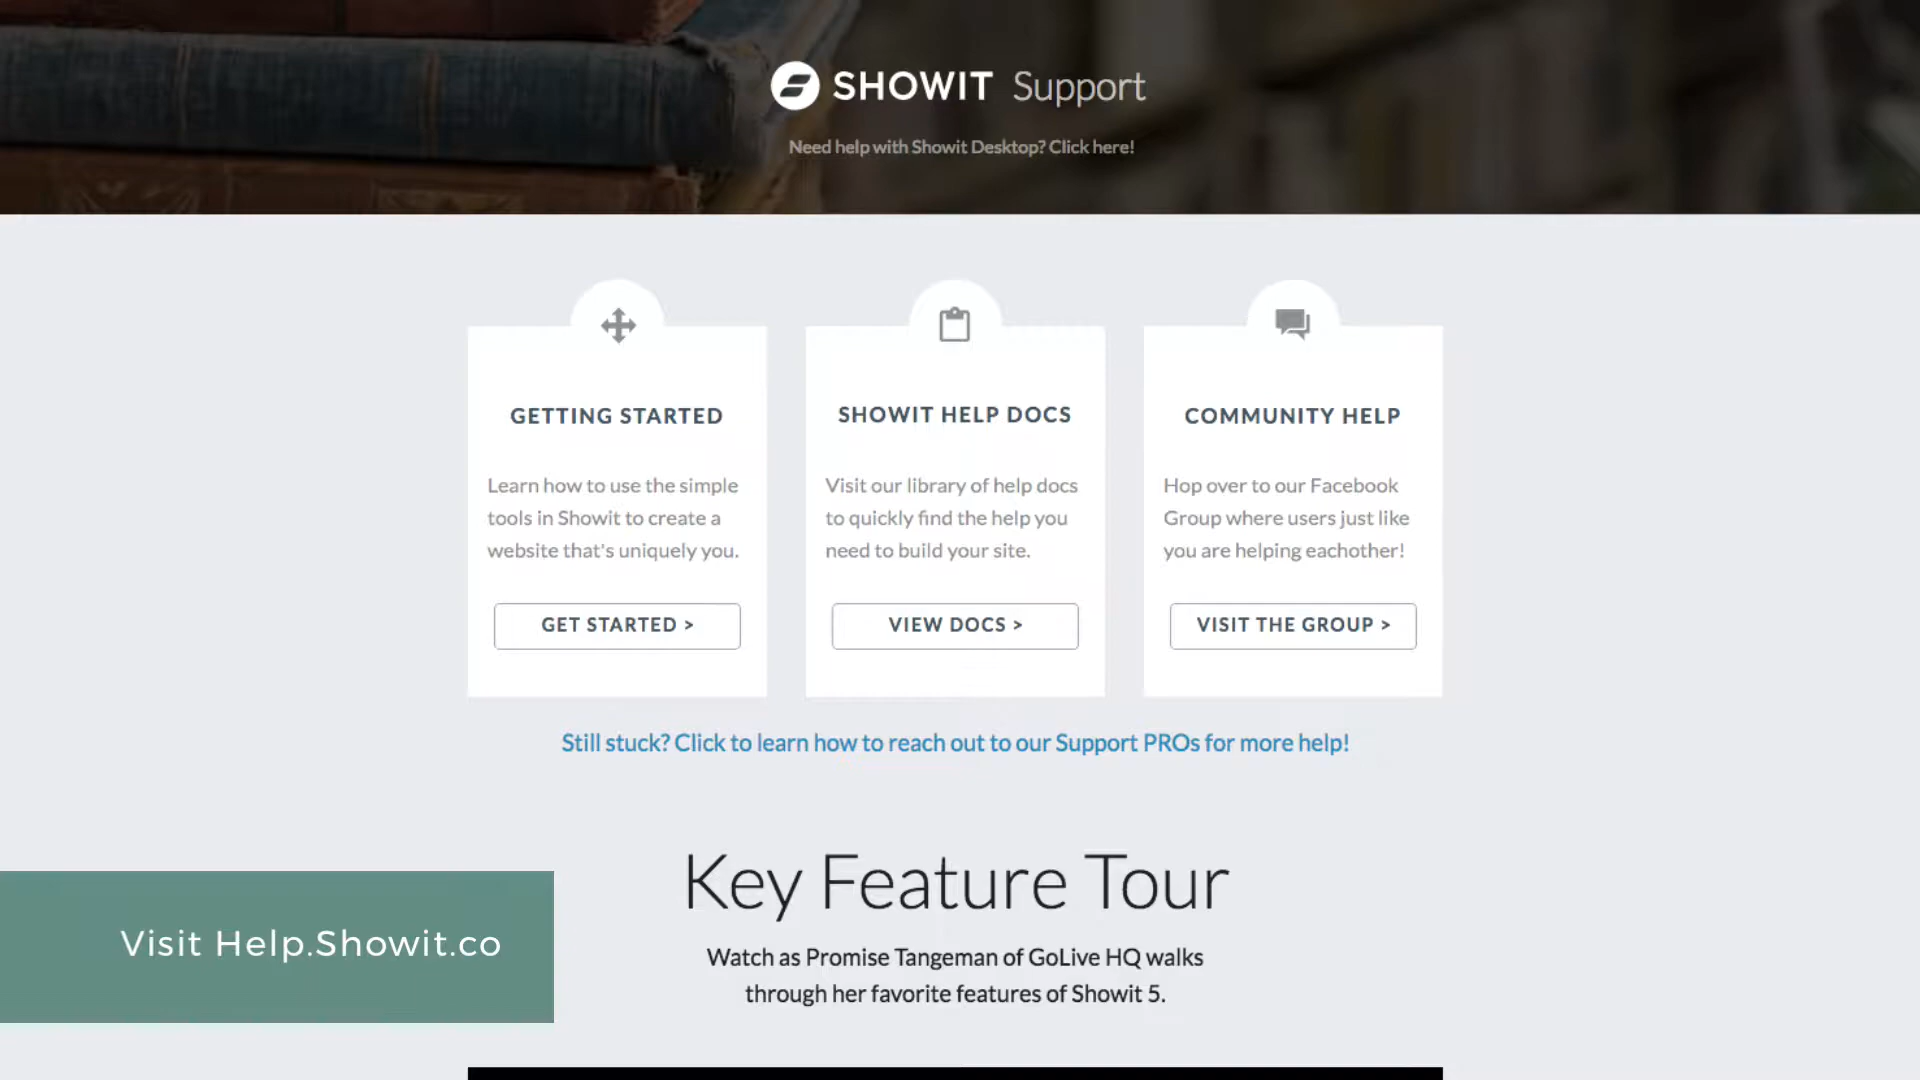 SHOWIT Support
Need help with Showit Desktop? Click here!
GETTING STARTED
Learn how to use the simple
tools in Showit to create a
website that's uniquely you.
GET STARTED >
SHOWIT HELP DOCS
Visit our library of help docs
to quickly find the help you
need to build your site.
VIEW DOCS >
COMMUNITY HELP
Hop over to our Facebook
Group where users just like
you are helping eachother!
VISIT THE GROUP >
Still stuck? Click to learn how to reach out to our Support PROs for more help!
Key Feature Tour
Watch as Promise Tangeman of GoLive HQ walks
through her favorite features of Showit 5.
Visit Help.Showit.co